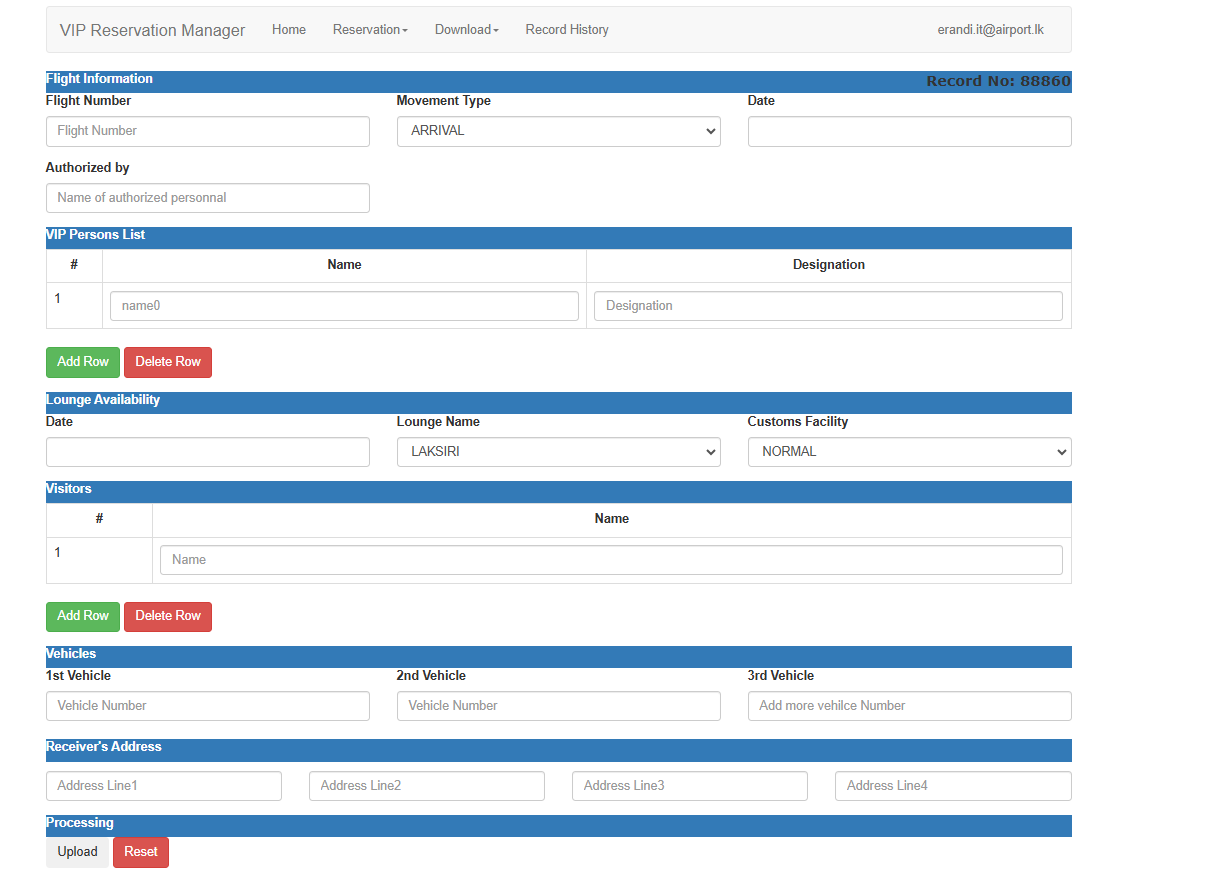 VIP Reservation Manager Home Reservation Download Record History erandi.it@airport.lk
Flight Information Record No: 88860
Flight Number Movement Type Date
Flight Number ARRIVAL
Authorized by
Name of authorized personnal
VIP Persons List
# Name Designation
1 name0 Designation
Add Row Delete Row
Lounge Availability
Date Lounge Name Customs Facility
LAKSIRI NORMAL
Visitors
# Name
1 Name
Add Row Delete Row
Vehicles
1st Vehicle 2nd Vehicle 3rd Vehicle
Vehicle Number Vehicle Number Add more vehilce Number
Receiver's Address
Address Line1 Address Line2 Address Line3 Address Line4
Processing
Upload Reset